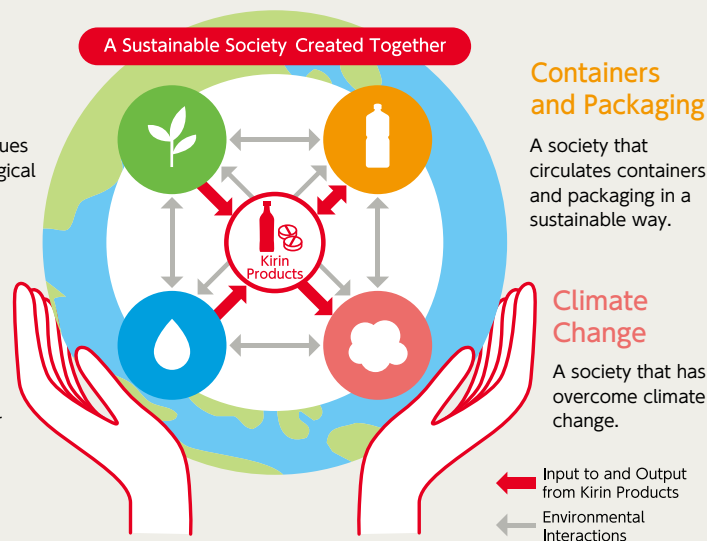 A Sustainable Society Created Together
Containers
and Packaging
A society that
circulates containers
and packaging in a
sustainable way.
Kirin
Products
Climate
Change
A society that has
overcome climate
change.
Input to and Output
from Kirin Products
Environmental
Interactions